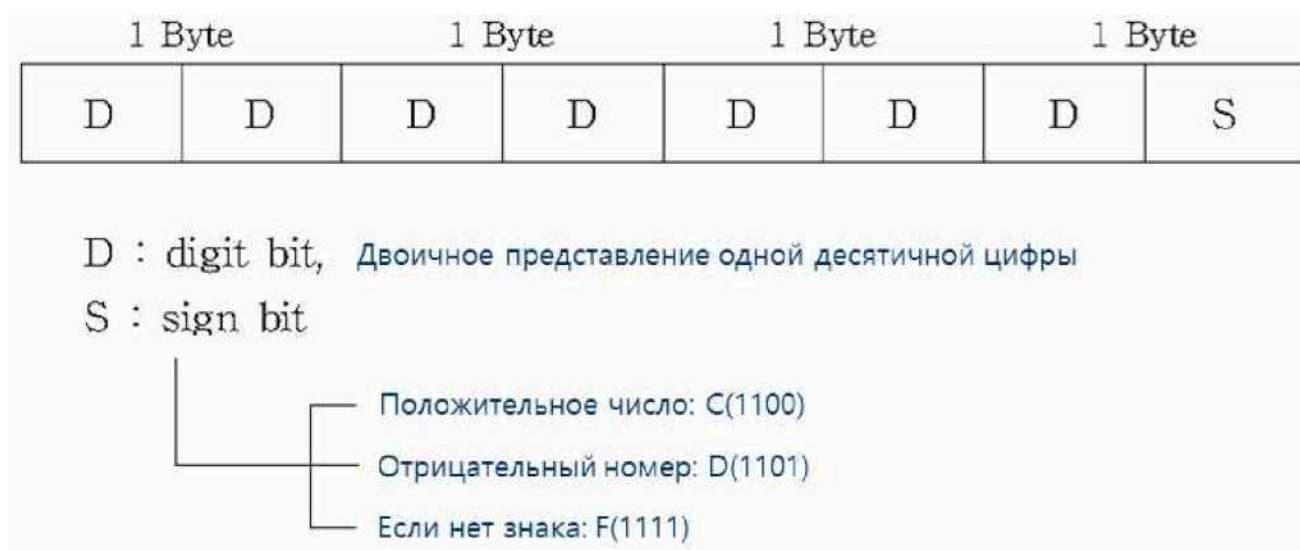 1 Byte 1 Byte 1 Byte 1 Byte
D D D D D D D S
D : digit bit, Двоичное представление одной десятичной цифры
S : sign bit
Положительное число: C(1100)
Отрицательный номер: D(1101)
Если нет знака: F(1111)